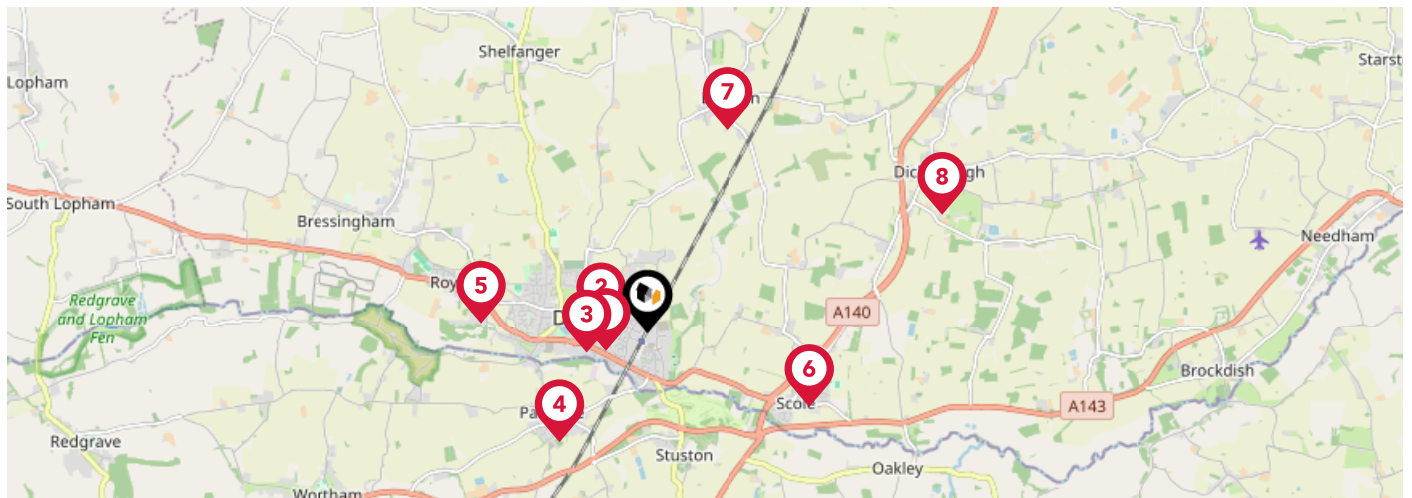 Shelfanger
Lopham
Starst
7
8
South Lopham
Bressingham
Needham
Redgrave
and Lopham
Fen
Roy
5
2
3
D
A140
6
Scole
Brockdish
A143
4
Redgrave
Stuston
Oakley
Wortham